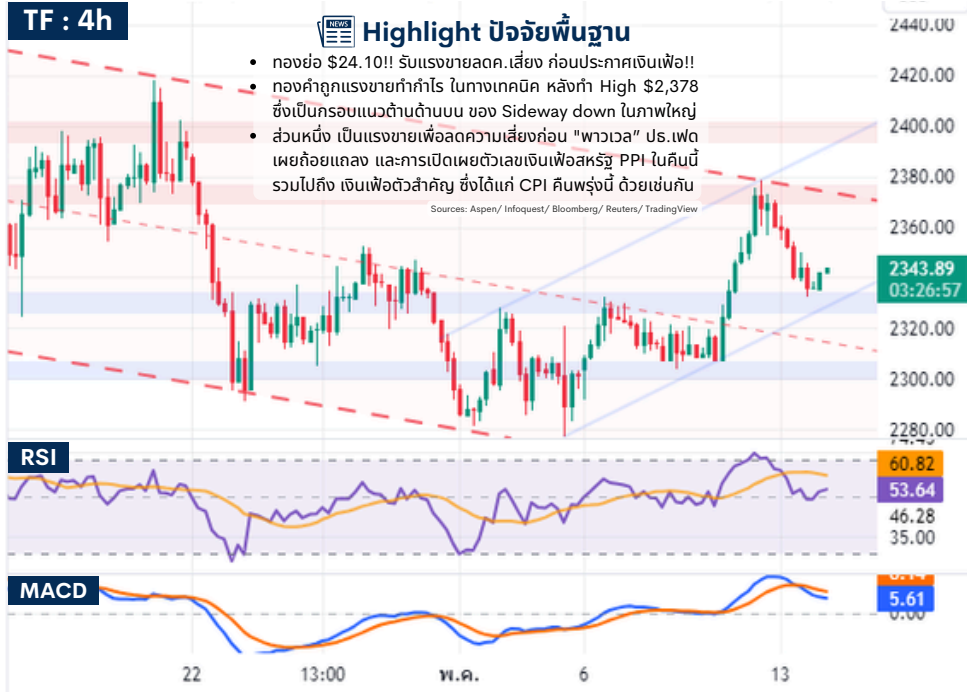 TF : 4h
NEWS
Highlight ปัจจัยพื้นฐาน
• ทองย่อ $24.10!! รับแรงขายลดค.เสี่ยง ก่อนประกาศเงินเฟ้อ!!
• ทองคำถูกแรงขายทำกำไร ในทางเทคนิค หลังทำ High $2,378
ซึ่งเป็นกรอบแนวต้านด้านบน ของ Sideway down ในภาพใหญ่
• ส่วนหนึ่ง เป็นแรงขายเพื่อลดความเสี่ยงก่อน "พาวเวล" ปธ.เฟด
เผยถ้อยแถลง และการเปิดเผยตัวเลขเงินเฟ้อสหรัฐ PPI ในคืนนี้
รวมไปถึง เงินเฟ้อตัวสำคัญ ซึ่งได้แก่ CPI คืนพรุ่งนี้ ด้วยเช่นกัน
Sources: Aspen/ Infoquest/ Bloomberg/ Reuters/ TradingView
2440.00
2420.00
2400.00
2380.00
2360.00
2343.89
03:26:57
2320.00
2300.00
2280.00
RSI
60.82
53.64
46.28
35.00
MACD
5.61
0.00
22
13:00
พ.ค.
6
13